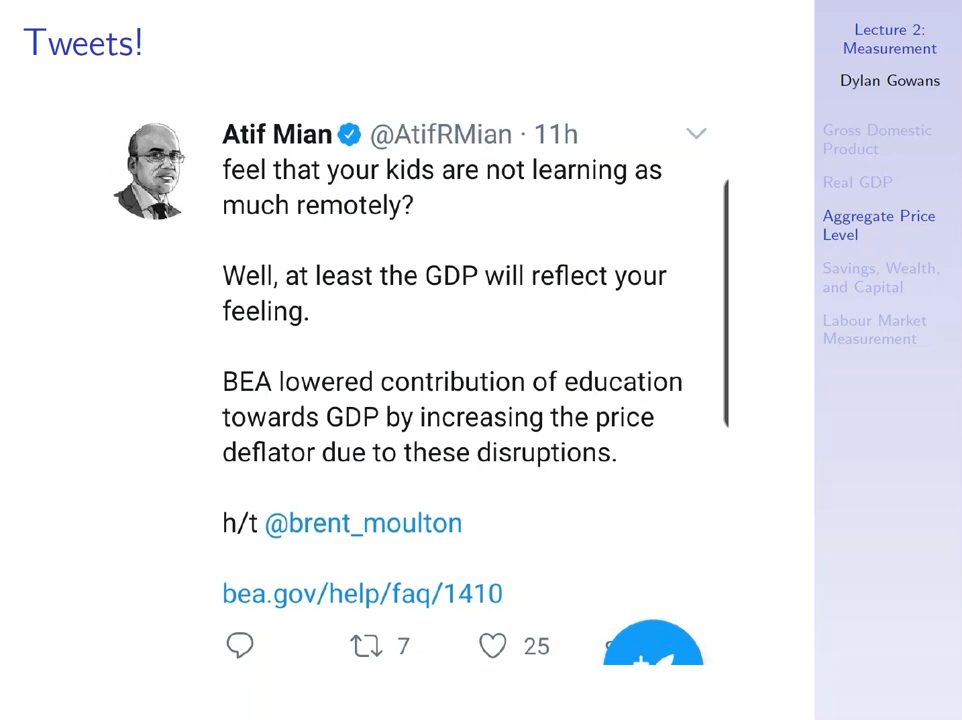 Tweets!
Atif Mian @AtifRMian · 11h
feel that your kids are not learning as
much remotely?
Well, at least the GDP will reflect your
feeling.
BEA lowered contribution of education
towards GDP by increasing the price
deflator due to these disruptions.
h/t @brent_moulton
bea.gov/help/faq/1410
7 25
Lecture 2:
Measurement
Dylan Gowans
Gross Domestic
Product
Real GDP
Aggregate Price
Level
Savings, Wealth,
and Capital
Labour Market
Measurement